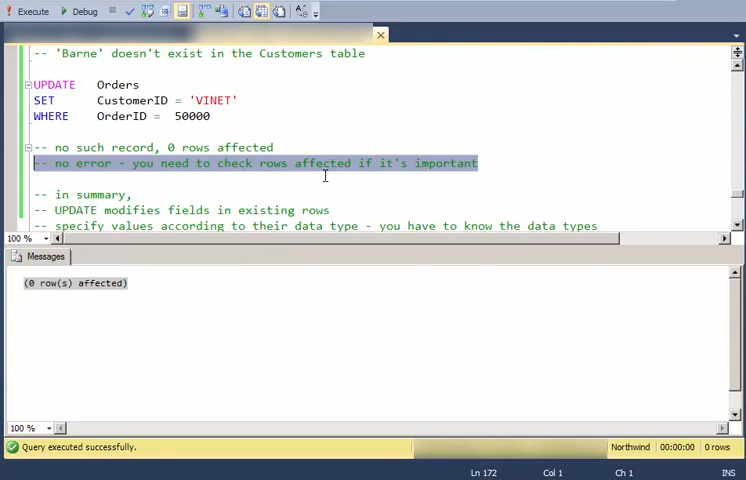 Execute Debug
-- 'Barne' doesn't exist in the Customers table
UPDATE Orders
SET CustomerID = 'VINET'
WHERE OrderID = 50000
-- no such record, 0 rows affected
-- no error - you need to check rows affected if it's important
-- in summary,
-- UPDATE modifies fields in existing rows
-- specify values according to their data type - you have to know the data types
100 %
Messages
(0 row(s) affected)
100 %
Query executed successfully. Northwind 00:00:00 0 rows
Ln 172 Col 1 Ch 1 INS